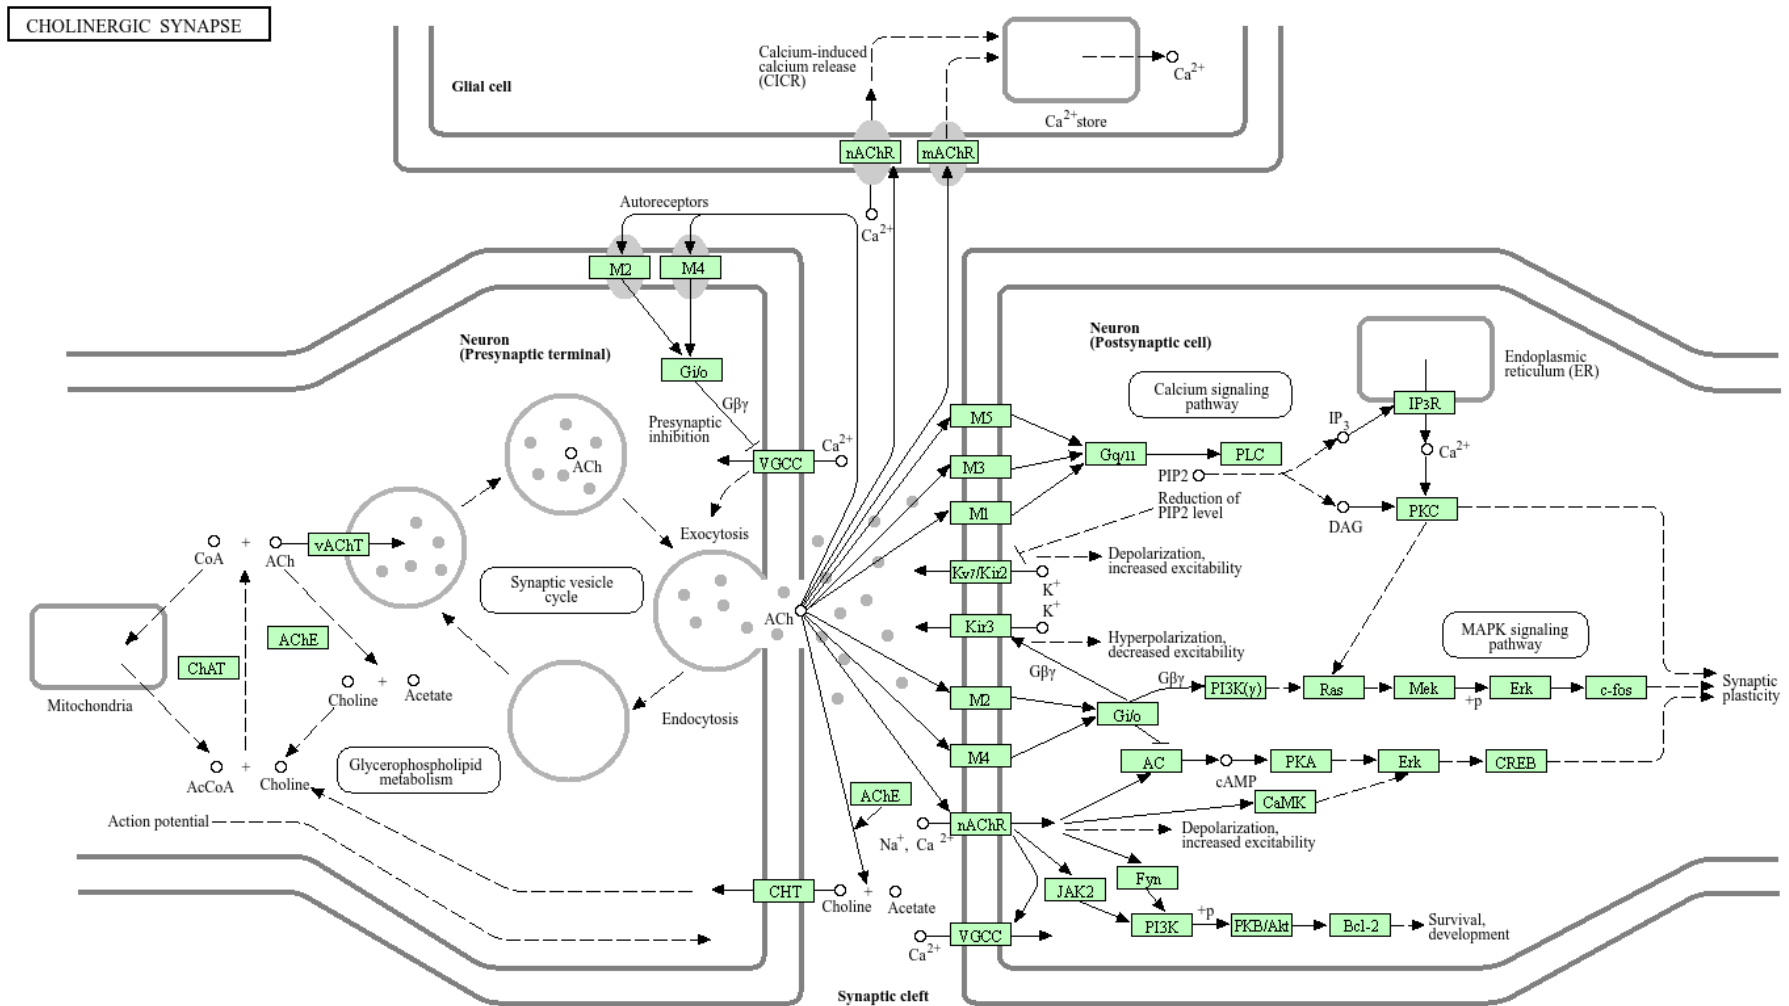 CHOLINERGIC SYNAPSE
Glial cell
Calcium-induced
calcium release
(CICR)
Ca2+
Ca2+store
nAChR
mAChR
Ca2+
Autoreceptors
M2
M4
Neuron
(Presynaptic terminal)
Gi/o
Gβγ
Presynaptic
inhibition
Ca2+
VGCC
Exocytosis
ACh
CoA
+
ACh
vAChT
Synaptic vesicle
cycle
ACh
AChE
ChAT
Mitochondria
Choline
+
Acetate
Endocytosis
AcCoA
+
Choline
Glycerophospholipid
metabolism
Action potential
AChE
Na+, Ca2+
CHT
Choline
+
Acetate
Ca2+
Synaptic cleft
Neuron
(Postsynaptic cell)
Calcium signaling
pathway
Endoplasmic
reticulum (ER)
M5
M3
M1
Gq/11
PLC
IP3
IP3R
Ca2+
PIP2
DAG
PKC
Reduction of
PIP2 level
Kv7/Kir2
K+
Depolarization,
increased excitability
K+
Kir3
Hyperpolarization,
decreased excitability
Gβγ
MAPK signaling
pathway
M2
M4
Gi/o
Gβγ
PI3K(γ)
Ras
Mek
+p
Erk
c-fos
Synaptic
plasticity
AC
cAMP
PKA
Erk
CREB
CaMK
nAChR
Depolarization,
increased excitability
JAK2
Fyn
VGCC
PI3K
+p
PKB/Akt
Bcl-2
Survival,
development